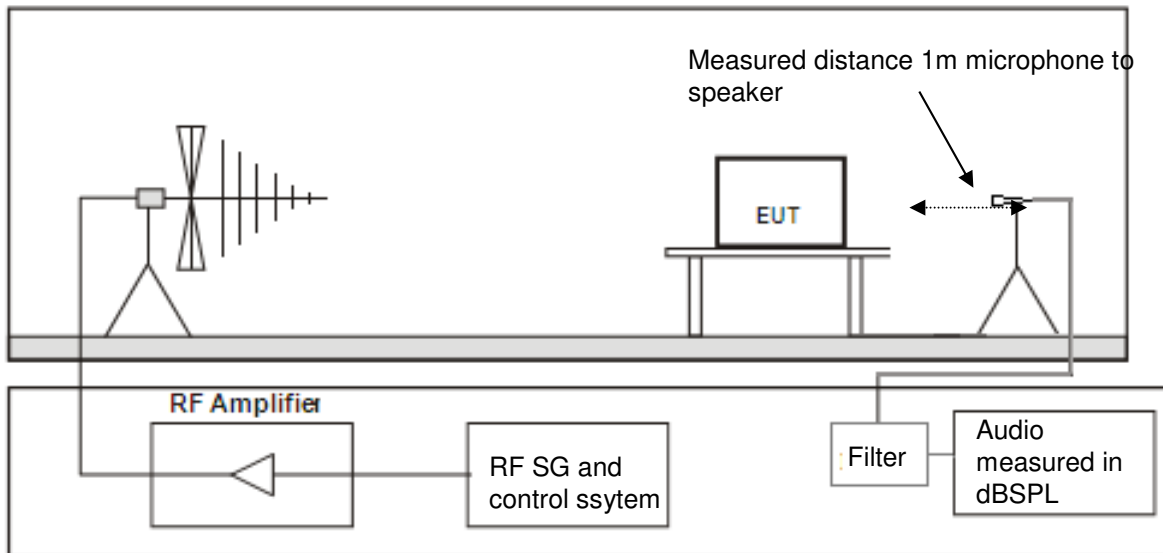 Measured distance 1m microphone to
speaker
EUT
RF Amplifier
RF SG and
control ssytem
:Filter
Audio
measured in
dBSPL